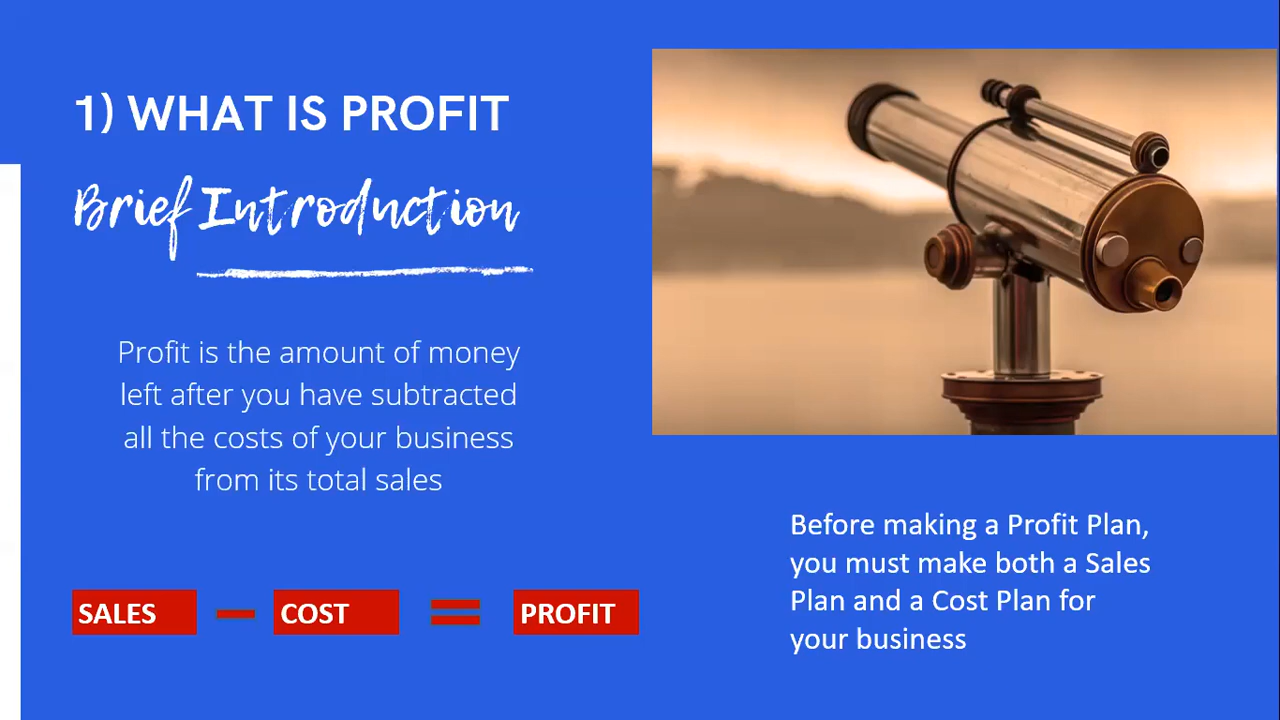 1) WHAT IS PROFIT
Brief Introduction
Profit is the amount of money
left after you have subtracted
all the costs of your business
from its total sales
SALES — COST = PROFIT
Before making a Profit Plan,
you must make both a Sales
Plan and a Cost Plan for
your business